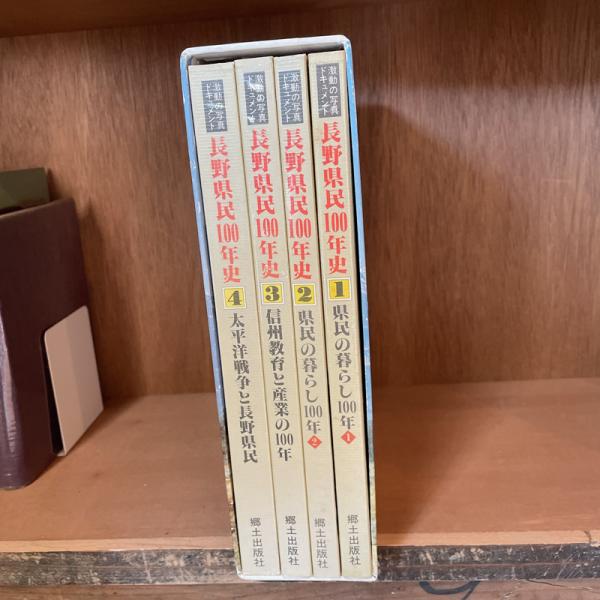 激動の写真
ドキュメント
長野県民100年史
1
県民の暮らし100年
1
郷土出版社
激動の写真
ドキュメント
長野県民100年史
2
県民の暮らし100年
2
郷土出版社
激動の写真
ドキュメント
長野県民100年史
3
信州教育と産業の100年
郷土出版社
激動の写真
ドキュメント
長野県民100年史
4
太平洋戦争と長野県民
郷土出版社